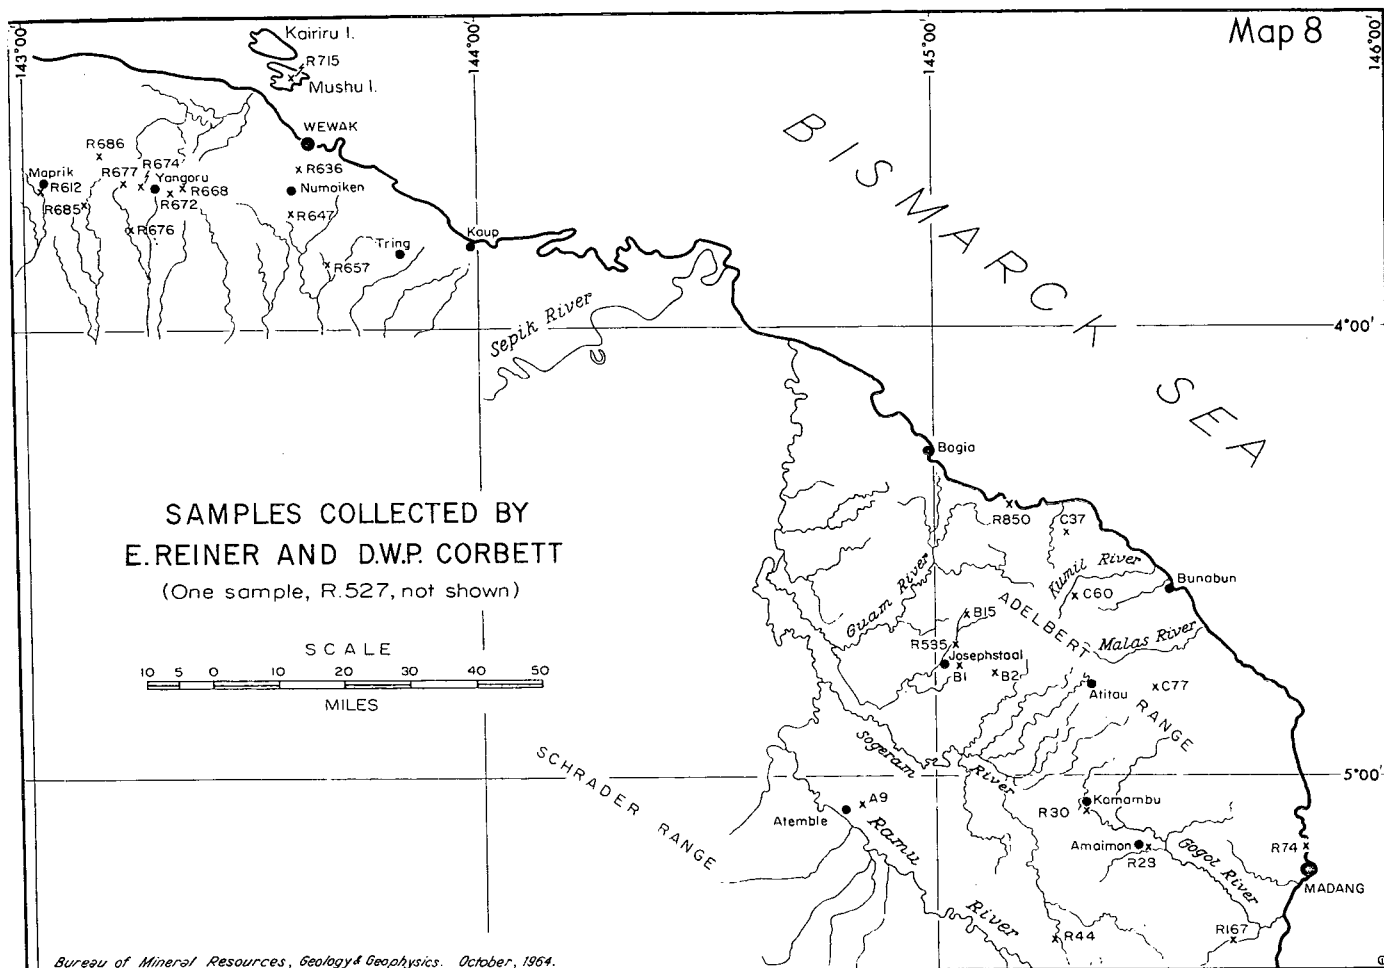 Map 8
143°00'
144°00'
145°00'
146°00'
Kairiru I.
R715
Mushu I.
WEWAK
R686
R636
R674
Maprik
R677
Yangoru
R612
R668
Numoiken
R685
R672
R647
R676
Kaup
Tring
R657
BISMARCK SEA
Sepik River
4°00'
Bogia
SAMPLES COLLECTED BY
E. REINER AND D.W.P. CORBETT
(One sample, R.527, not shown)
SCALE
10 5 0 10 20 30 40 50
MILES
R850
C37
Kumil River
Bunabun
C60
Guam River
B15
ADELBERT RANGE
Malas River
R535
Josephstaal
B1
B2
Atitau
C77
Sogeram River
SCHRADER RANGE
5°00'
A9
Kamambu
R30
Atemble
Ramu River
Amaimon
R23
Gogol River
R74
MADANG
R44
R167
Bureau of Mineral Resources, Geology & Geophysics. October, 1964.